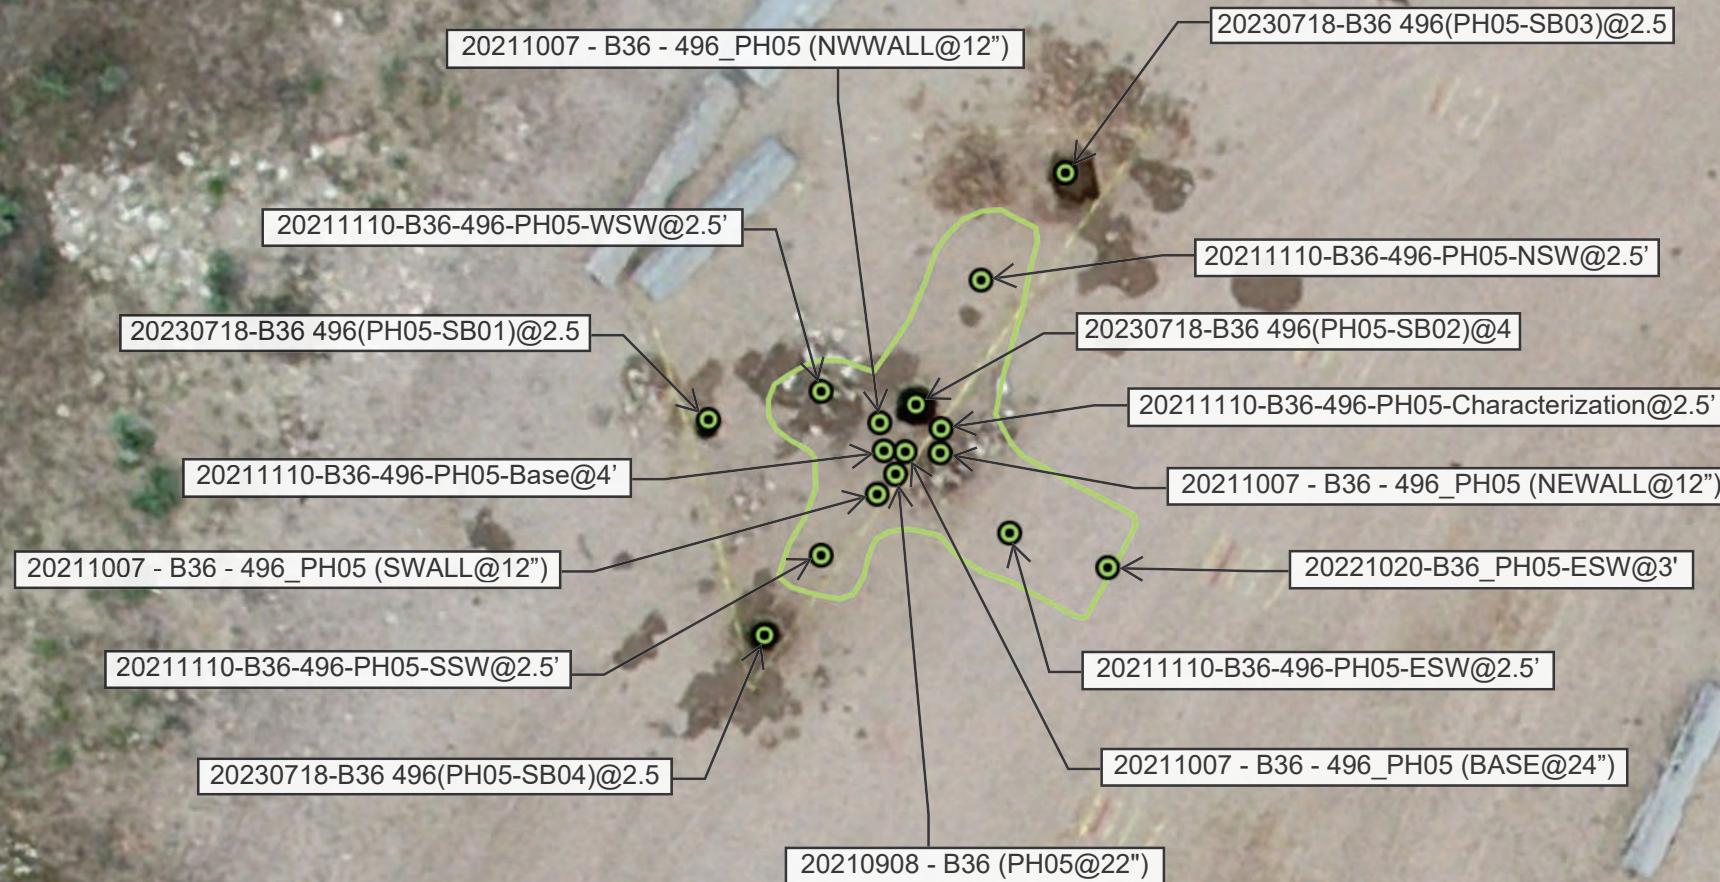 20230718-B36 496(PH05-SB03)@2.5
20211007 - B36 - 496_PH05 (NWWALL@12”)
20211110-B36-496-PH05-WSW@2.5’
20211110-B36-496-PH05-NSW@2.5’
20230718-B36 496(PH05-SB01)@2.5
20230718-B36 496(PH05-SB02)@4
20211110-B36-496-PH05-Characterization@2.5’
20211110-B36-496-PH05-Base@4’
20211007 - B36 - 496_PH05 (NEWALL@12”)
20211007 - B36 - 496_PH05 (SWALL@12”)
20221020-B36_PH05-ESW@3'
20211110-B36-496-PH05-SSW@2.5’
20211110-B36-496-PH05-ESW@2.5’
20230718-B36 496(PH05-SB04)@2.5
20211007 - B36 - 496_PH05 (BASE@24”)
20210908 - B36 (PH05@22")